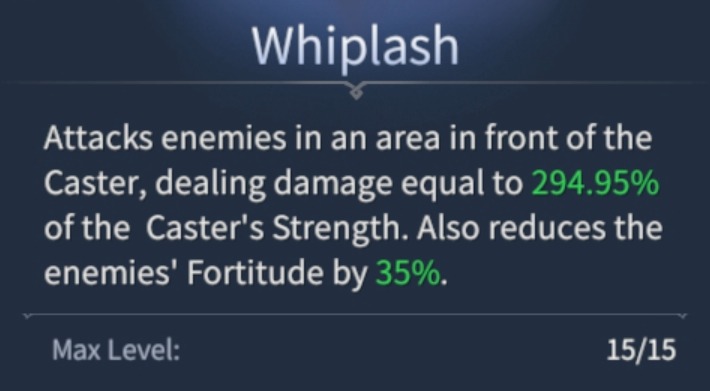 Whiplash
Attacks enemies in an area in front of the
Caster, dealing damage equal to 294.95%
of the  Caster's Strength. Also reduces the
enemies' Fortitude by 35%.
Max Level: 15/15